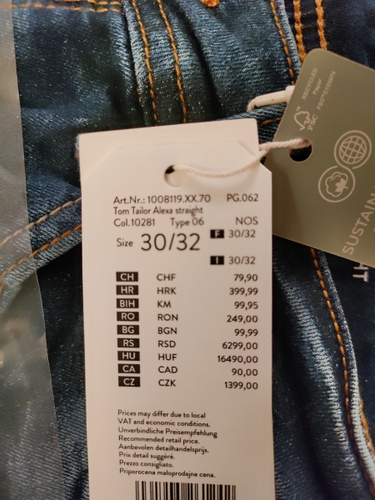 Art.Nr.: 1008119.XX.70 PG.062
Tom Tailor Alexa straight
Col.10281 Type 06 NOS
Size 30/32 F 30/32
I 30/32
CH CHF 79,90
HR HRK 399,99
BIH KM 99,95
RO RON 249,00
BG BGN 99,99
RS RSD 6299,00
HU HUF 16490,00
CA CAD 90,00
CZ CZK 1399,00
Prices may differ due to local
VAT and economic conditions.
Unverbindliche Preisempfehlung
Recommended retail price.
Aanbevolen detailhandelsprijs.
Prix détail suggéré.
Prezzo consigliato.
Priporocena maloprodajna cena.
RECYCLED
FSC
SUSTAIN